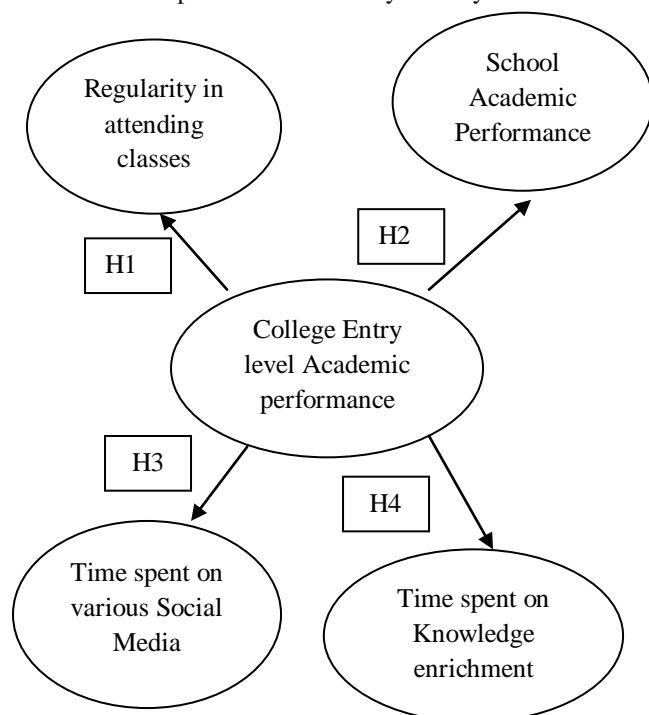 Regularity in
attending
classes
School
Academic
Performance
H1
H2
College Entry
level Academic
performance
H3
H4
Time spent on
various Social
Media
Time spent on
Knowledge
enrichment